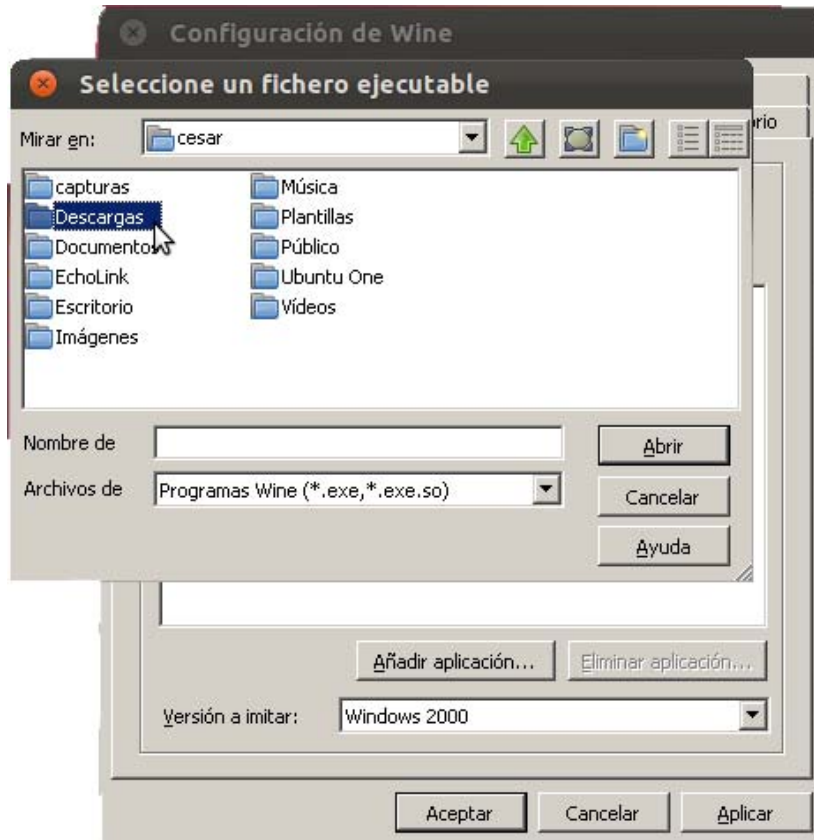 Configuración de Wine
Seleccione un fichero ejecutable
Mirar en: cesar
capturas Música
Descargas Plantillas
Documentos Público
EchoLink Ubuntu One
Escritorio Vídeos
Imágenes
Nombre de Abrir
Archivos de Programas Wine (*.exe,*.exe.so) Cancelar
Ayuda
Añadir aplicación... Eliminar aplicación...
Versión a imitar: Windows 2000
Aceptar Cancelar Aplicar